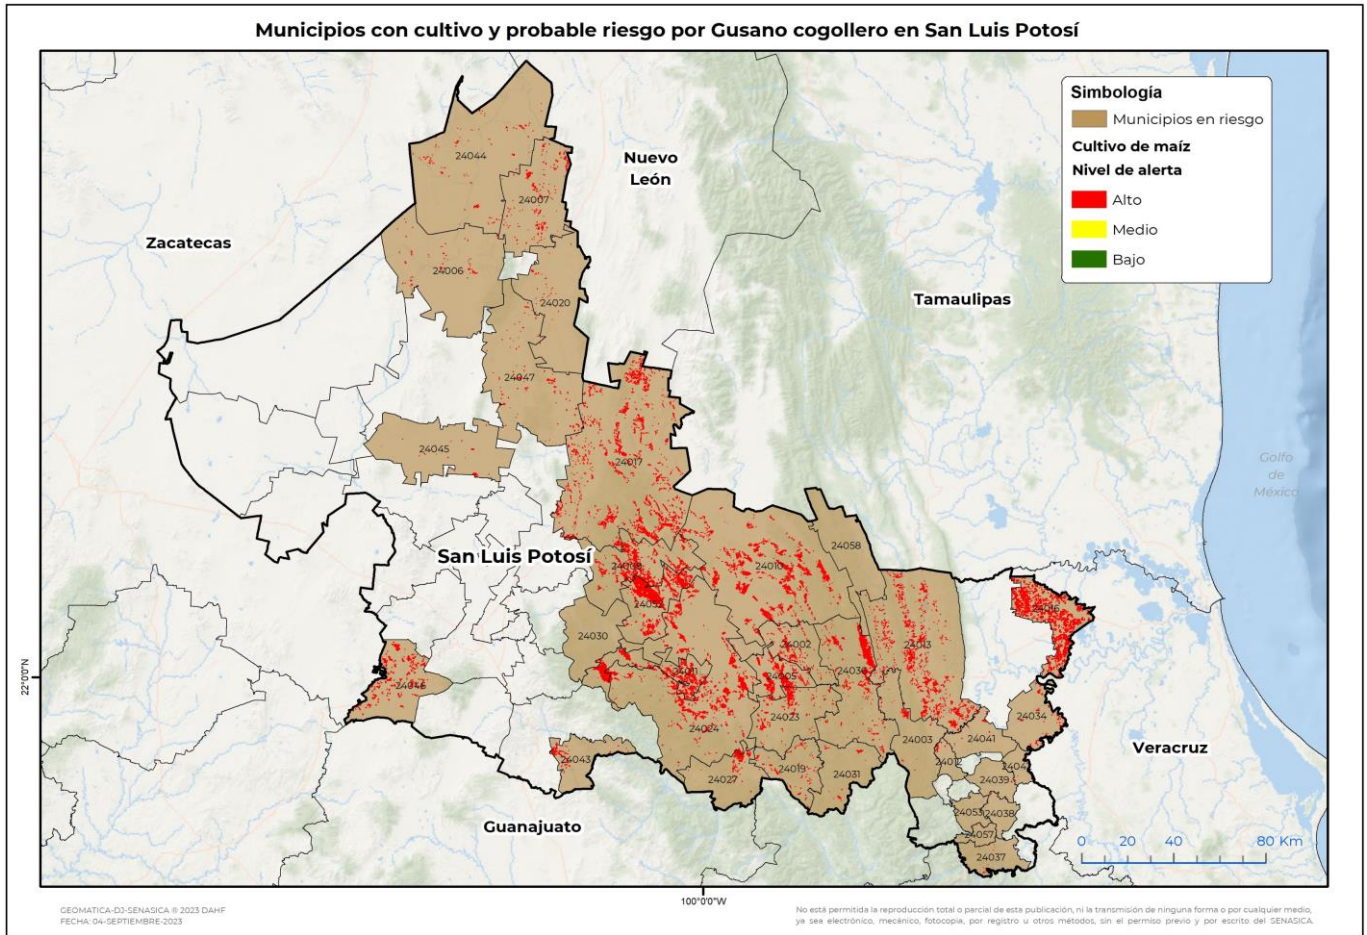 Municipios con cultivo y probable riesgo por Gusano cogollero en San Luis Potosí
Simbología
Municipios en riesgo
Cultivo de maíz
Nivel de alerta
Alto
Medio
Bajo
Nuevo
León
Zacatecas
Tamaulipas
Golfo
de
México
San Luis Potosí
Veracruz
Guanajuato
24044
24007
24006
24020
24047
24045
24017
24058
24010
24030
24002
24013
24016
24046
24005
24036
24011
24023
24024
24034
24003
24041
24012
24043
24019
24031
24027
24039
24053
24038
24057
24037
22°0'0"N
100°0'0"W
0 20 40 80 Km
GEOMATICA-DJ-SENASICA ® 2023 DAHF
FECHA: 04-SEPTIEMBRE-2023
No está permitida la reproducción total o parcial de esta publicación, ni la transmisión de ninguna forma o por cualquier medio,
ya sea electrónico, mecánico, fotocopia, por registro u otros métodos, sin el permiso previo y por escrito del SENASICA.